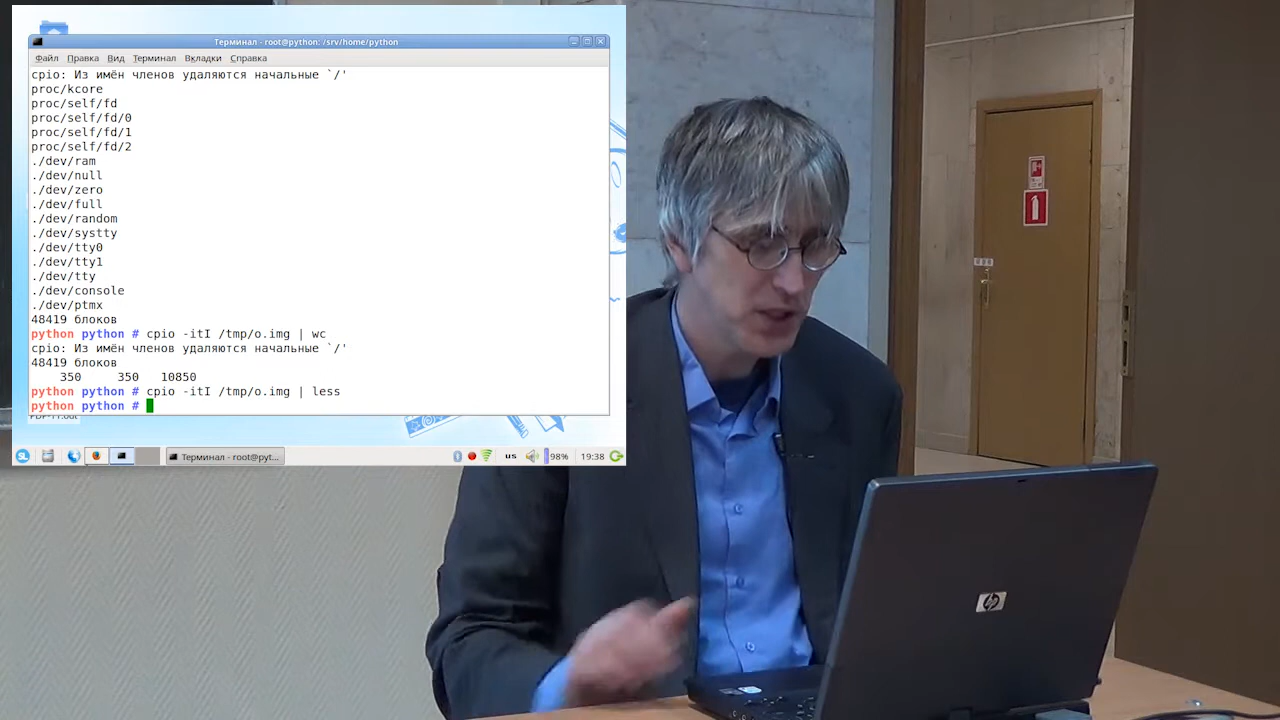 Терминал - root@python: /srv/home/python
Файл Правка Вид Терминал Вкладки Справка
cpio: Из имён членов удаляются начальные `/'
proc/kcore
proc/self/fd
proc/self/fd/0
proc/self/fd/1
proc/self/fd/2
./dev/ram
./dev/null
./dev/zero
./dev/full
./dev/random
./dev/systty
./dev/tty0
./dev/tty1
./dev/tty
./dev/console
./dev/ptmx
48419 блоков
python python # cpio -itI /tmp/o.img | wc
cpio: Из имён членов удаляются начальные `/'
48419 блоков
350 350 10850
python python # cpio -itI /tmp/o.img | less
python python #
SL
Терминал - root@pyt...
us
98%
19:38
hp